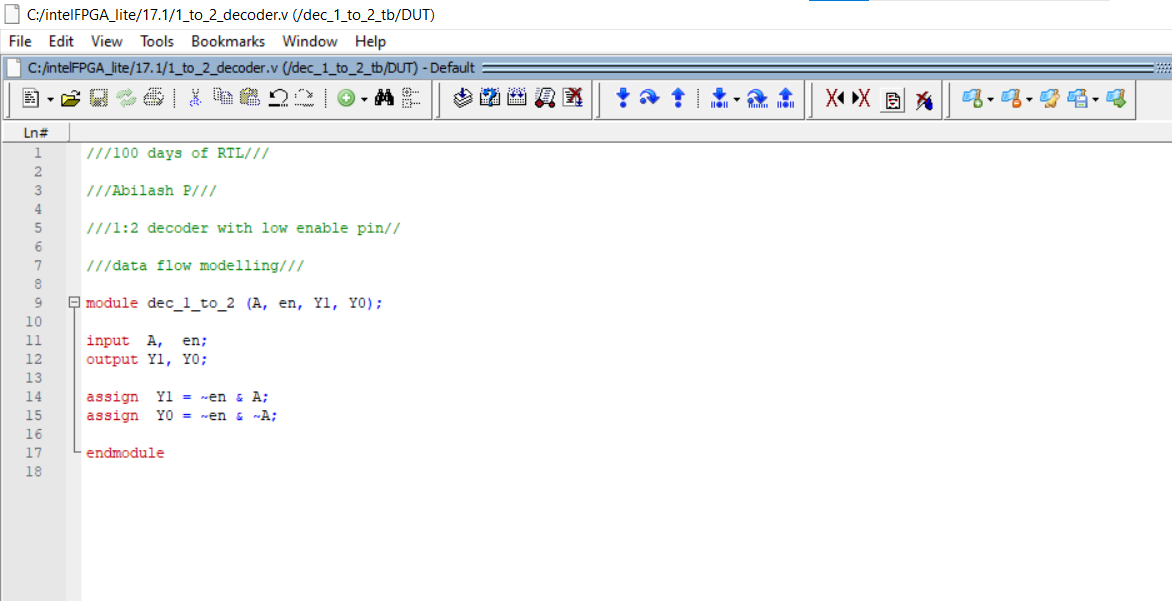 C:/intelFPGA_lite/17.1/1_to_2_decoder.v (/dec_1_to_2_tb/DUT)
File Edit View Tools Bookmarks Window Help
C:/intelFPGA_lite/17.1/1_to_2_decoder.v (/dec_1_to_2_tb/DUT) - Default
Ln#
1 ///100 days of RTL///
2
3 ///Abilash P///
4
5 ///1:2 decoder with low enable pin//
6
7 ///data flow modelling///
8
9 module dec_1_to_2 (A, en, Y1, Y0);
10
11 input A, en;
12 output Y1, Y0;
13
14 assign Y1 = ~en & A;
15 assign Y0 = ~en & ~A;
16
17 endmodule
18